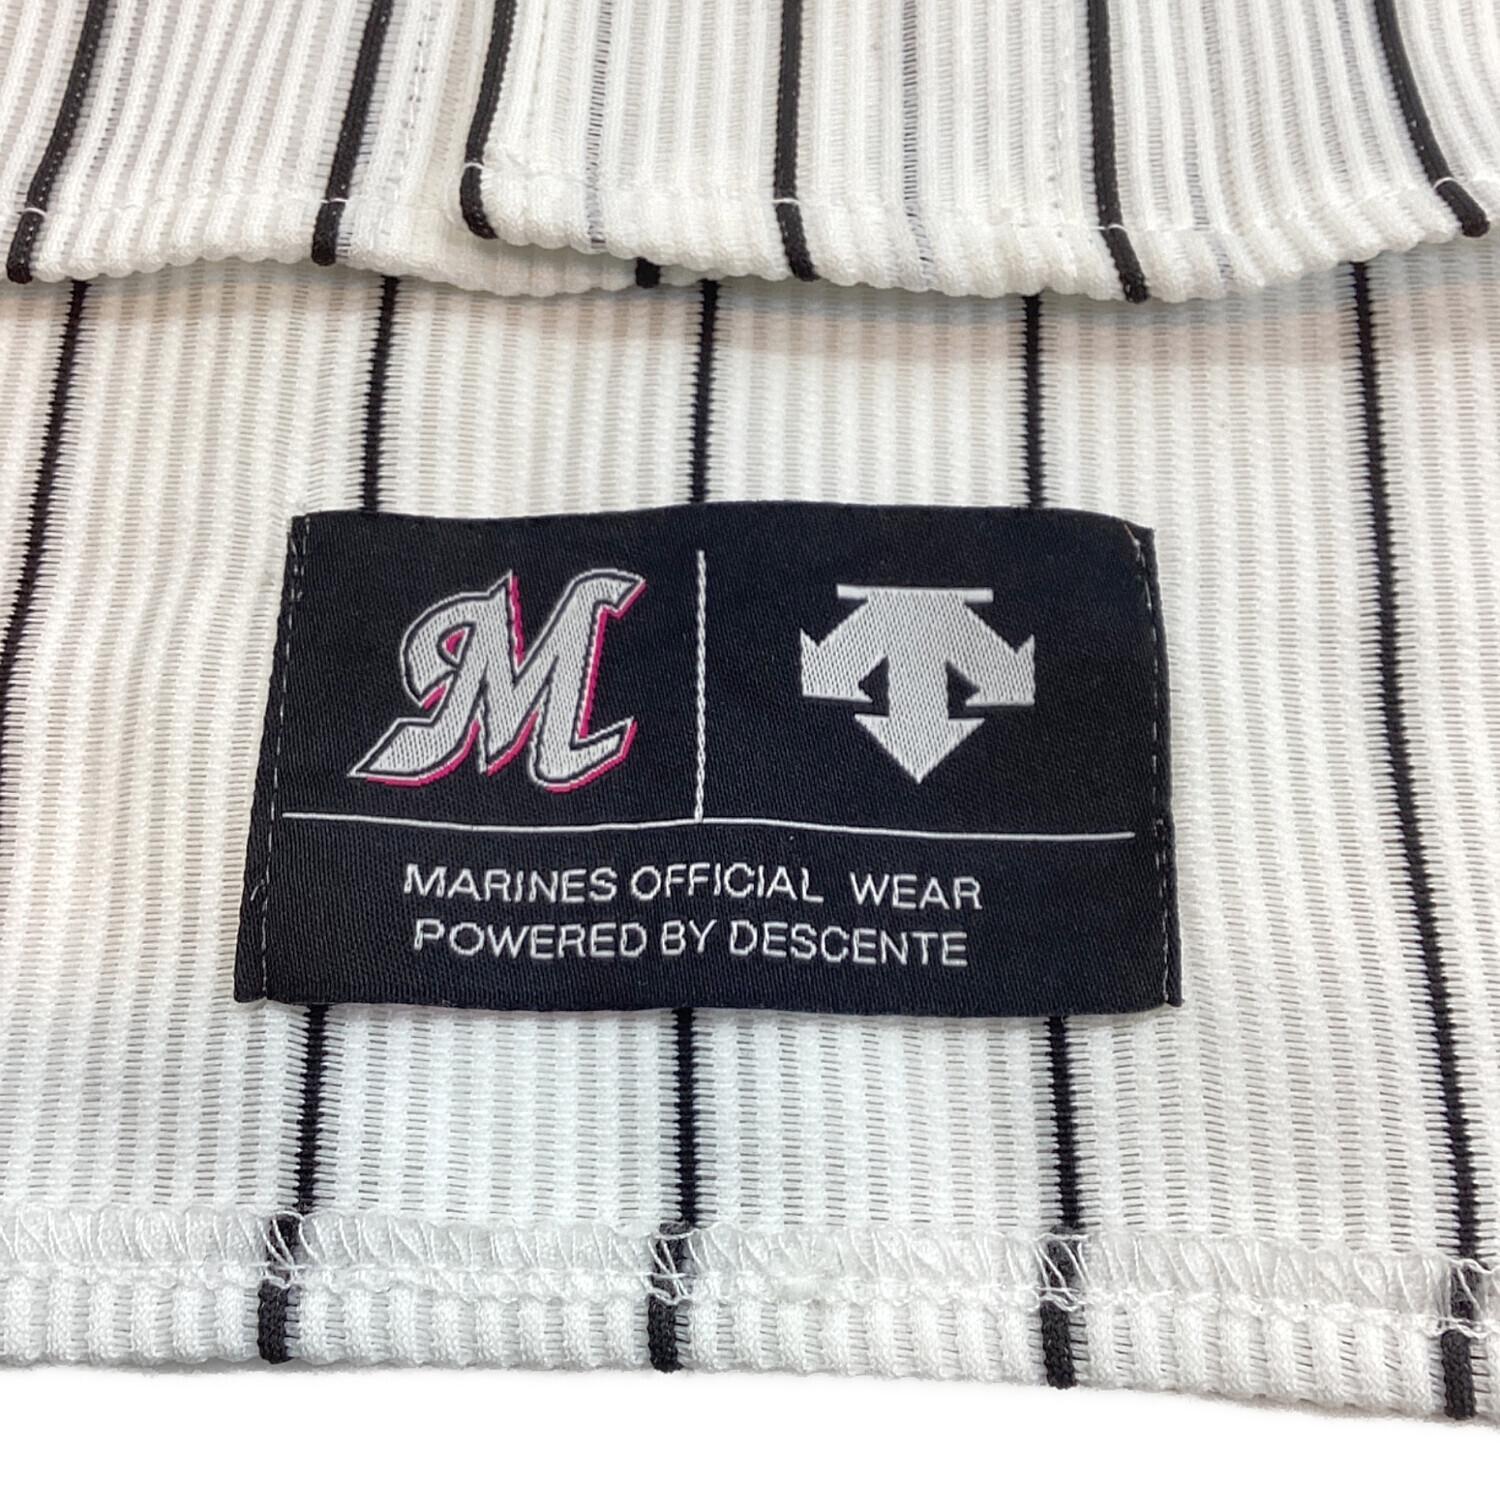 M
MARINES OFFICIAL WEAR
POWERED BY DESCENTE